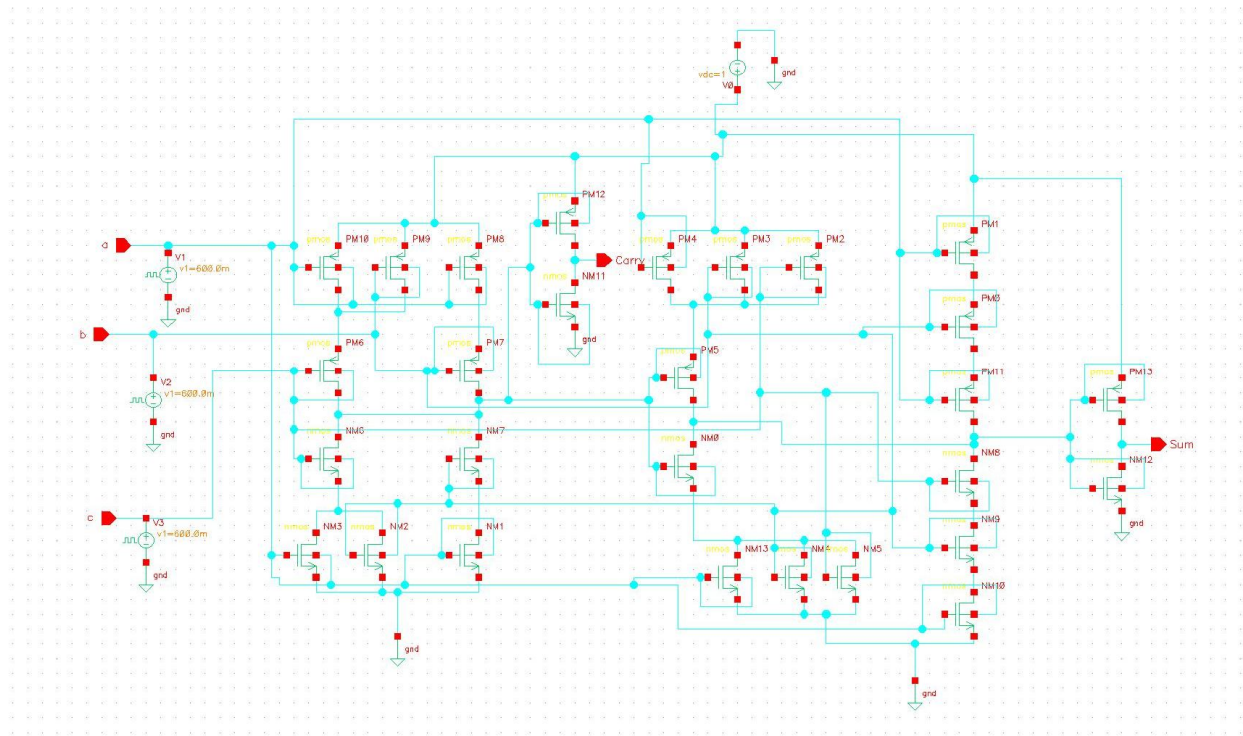 vdc=1
V0
gnd
PM12
pmos
PM1
pmos
PM10
pmos
PM9
pmos
PM8
pmos
PM4
pmos
PM3
pmos
PM2
pmos
a
V1
v1=600.0m
gnd
Carry
NM11
nmos
gnd
PM0
pmos
b
PM6
pmos
PM7
pmos
PM5
pmos
PM11
pmos
PM13
pmos
V2
v1=600.0m
gnd
NM6
nmos
NM7
nmos
NM0
nmos
NM8
nmos
Sum
NM12
nmos
gnd
c
V3
v1=600.0m
gnd
NM3
nmos
NM2
nmos
NM1
nmos
NM13
nmos
NM4
nmos
NM5
nmos
NM9
nmos
NM10
nmos
gnd
gnd